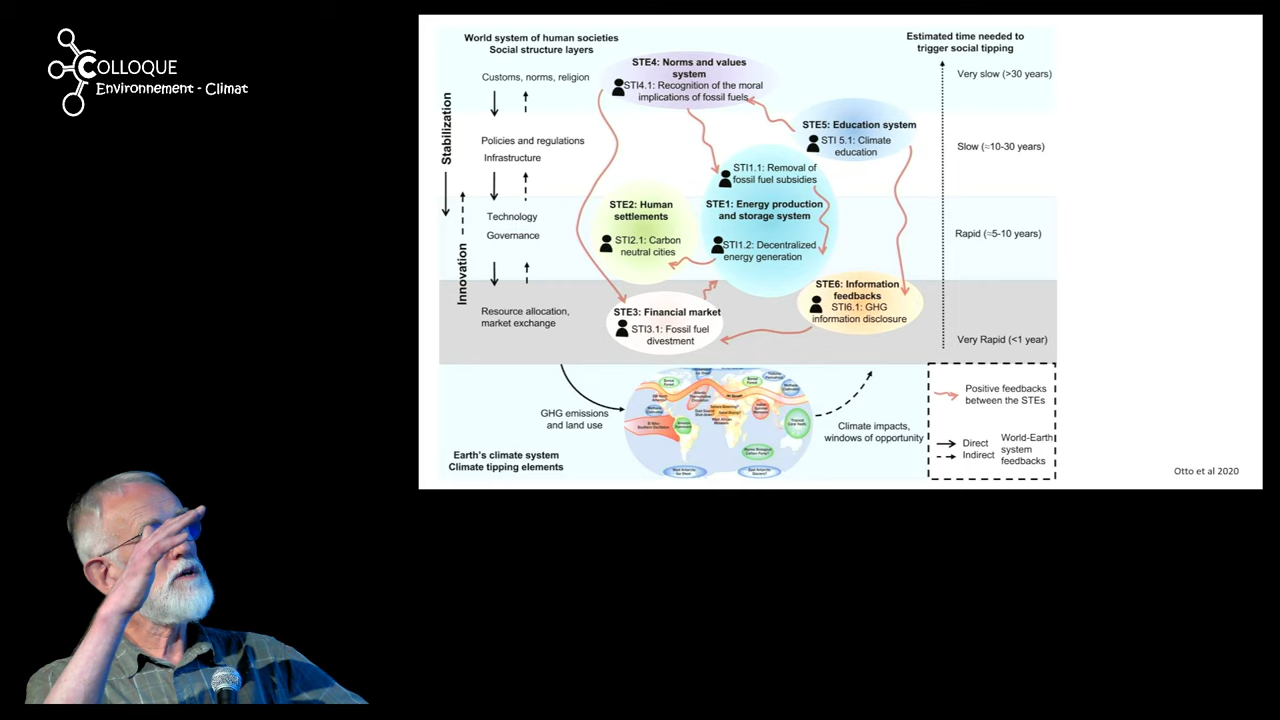 COLLOQUE
Environnement - Climat
World system of human societies
Social structure layers
Customs, norms, religion
Policies and regulations
Infrastructure
Technology
Governance
Resource allocation,
market exchange
Stabilization
Innovation
STE4: Norms and values
system
STI4.1: Recognition of the moral
implications of fossil fuels
STE5: Education system
STI 5.1: Climate
education
STI1.1: Removal of
fossil fuel subsidies
STE1: Energy production
and storage system
STI1.2: Decentralized
energy generation
STE2: Human
settlements
STI2.1: Carbon
neutral cities
STE6: Information
feedbacks
STI6.1: GHG
information disclosure
STE3: Financial market
STI3.1: Fossil fuel
divestment
Estimated time needed to
trigger social tipping
Very slow (>30 years)
Slow (≈10-30 years)
Rapid (≈5-10 years)
Very Rapid (<1 year)
GHG emissions
and land use
Earth's climate system
Climate tipping elements
Climate impacts,
windows of opportunity
Positive feedbacks
between the STEs
Direct
Indirect
World-Earth
system
feedbacks
Otto et al 2020